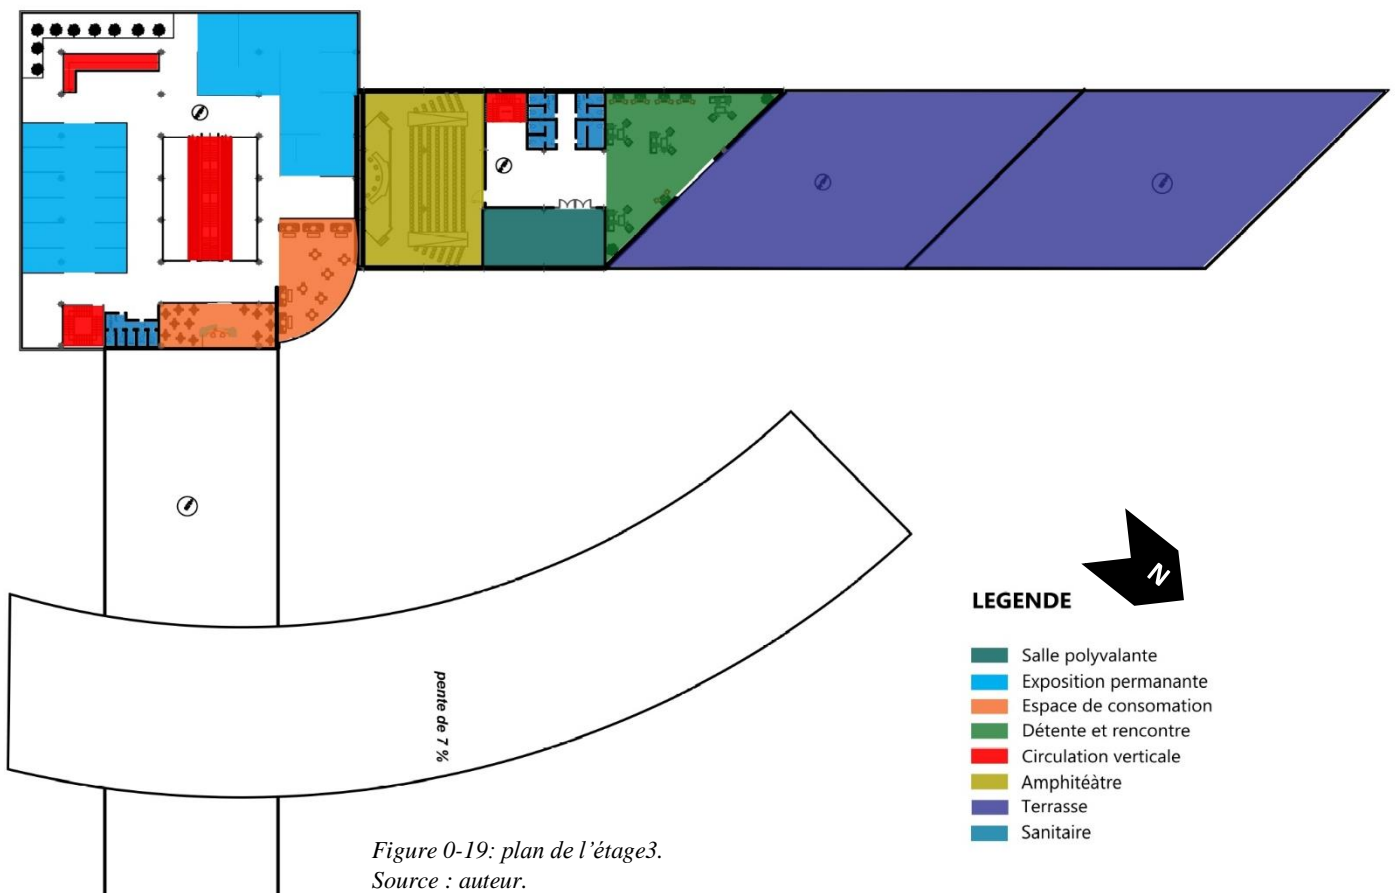 N
LEGENDE
Salle polyvalante
Exposition permanante
Espace de consomation
Détente et rencontre
Circulation verticale
Amphitéàtre
Terrasse
Sanitaire
pente de 7 %
Figure 0-19: plan de l'étage3.
Source : auteur.